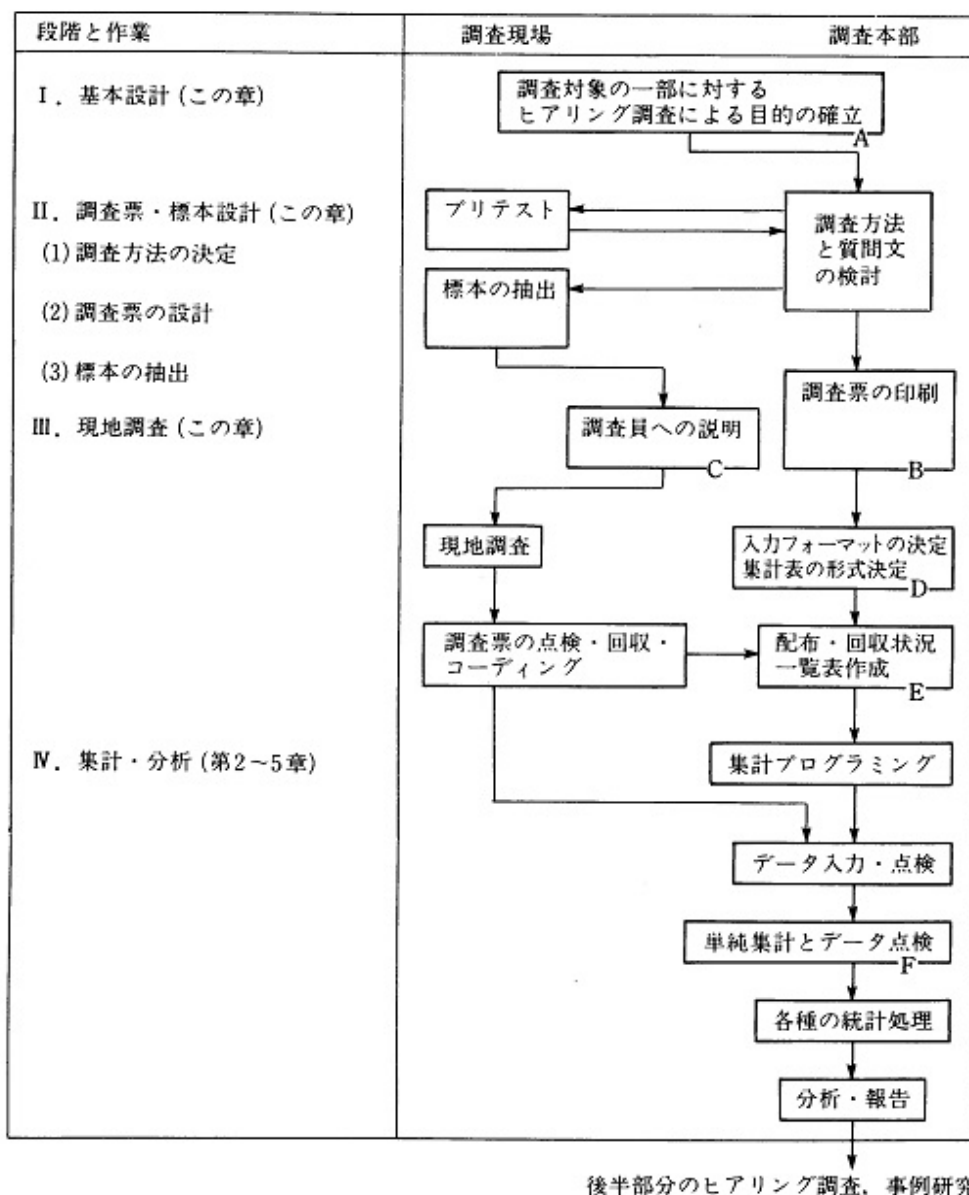 段階と作業
調査現場
調査本部
Ⅰ．基本設計(この章)
調査対象の一部に対する
ヒアリング調査による目的の確立
A
Ⅱ．調査票・標本設計(この章)
プリテスト
調査方法
と質問文
の検討
(1)調査方法の決定
標本の抽出
(2)調査票の設計
(3)標本の抽出
調査票の印刷
B
Ⅲ．現地調査(この章)
調査員への説明
C
現地調査
入力フォーマットの決定
集計表の形式決定
D
調査票の点検・回収・
コーディング
配布・回収状況
一覧表作成
E
Ⅳ．集計・分析(第2～5章)
集計プログラミング
データ入力・点検
単純集計とデータ点検
F
各種の統計処理
分析・報告
後半部分のヒアリング調査，事例研究